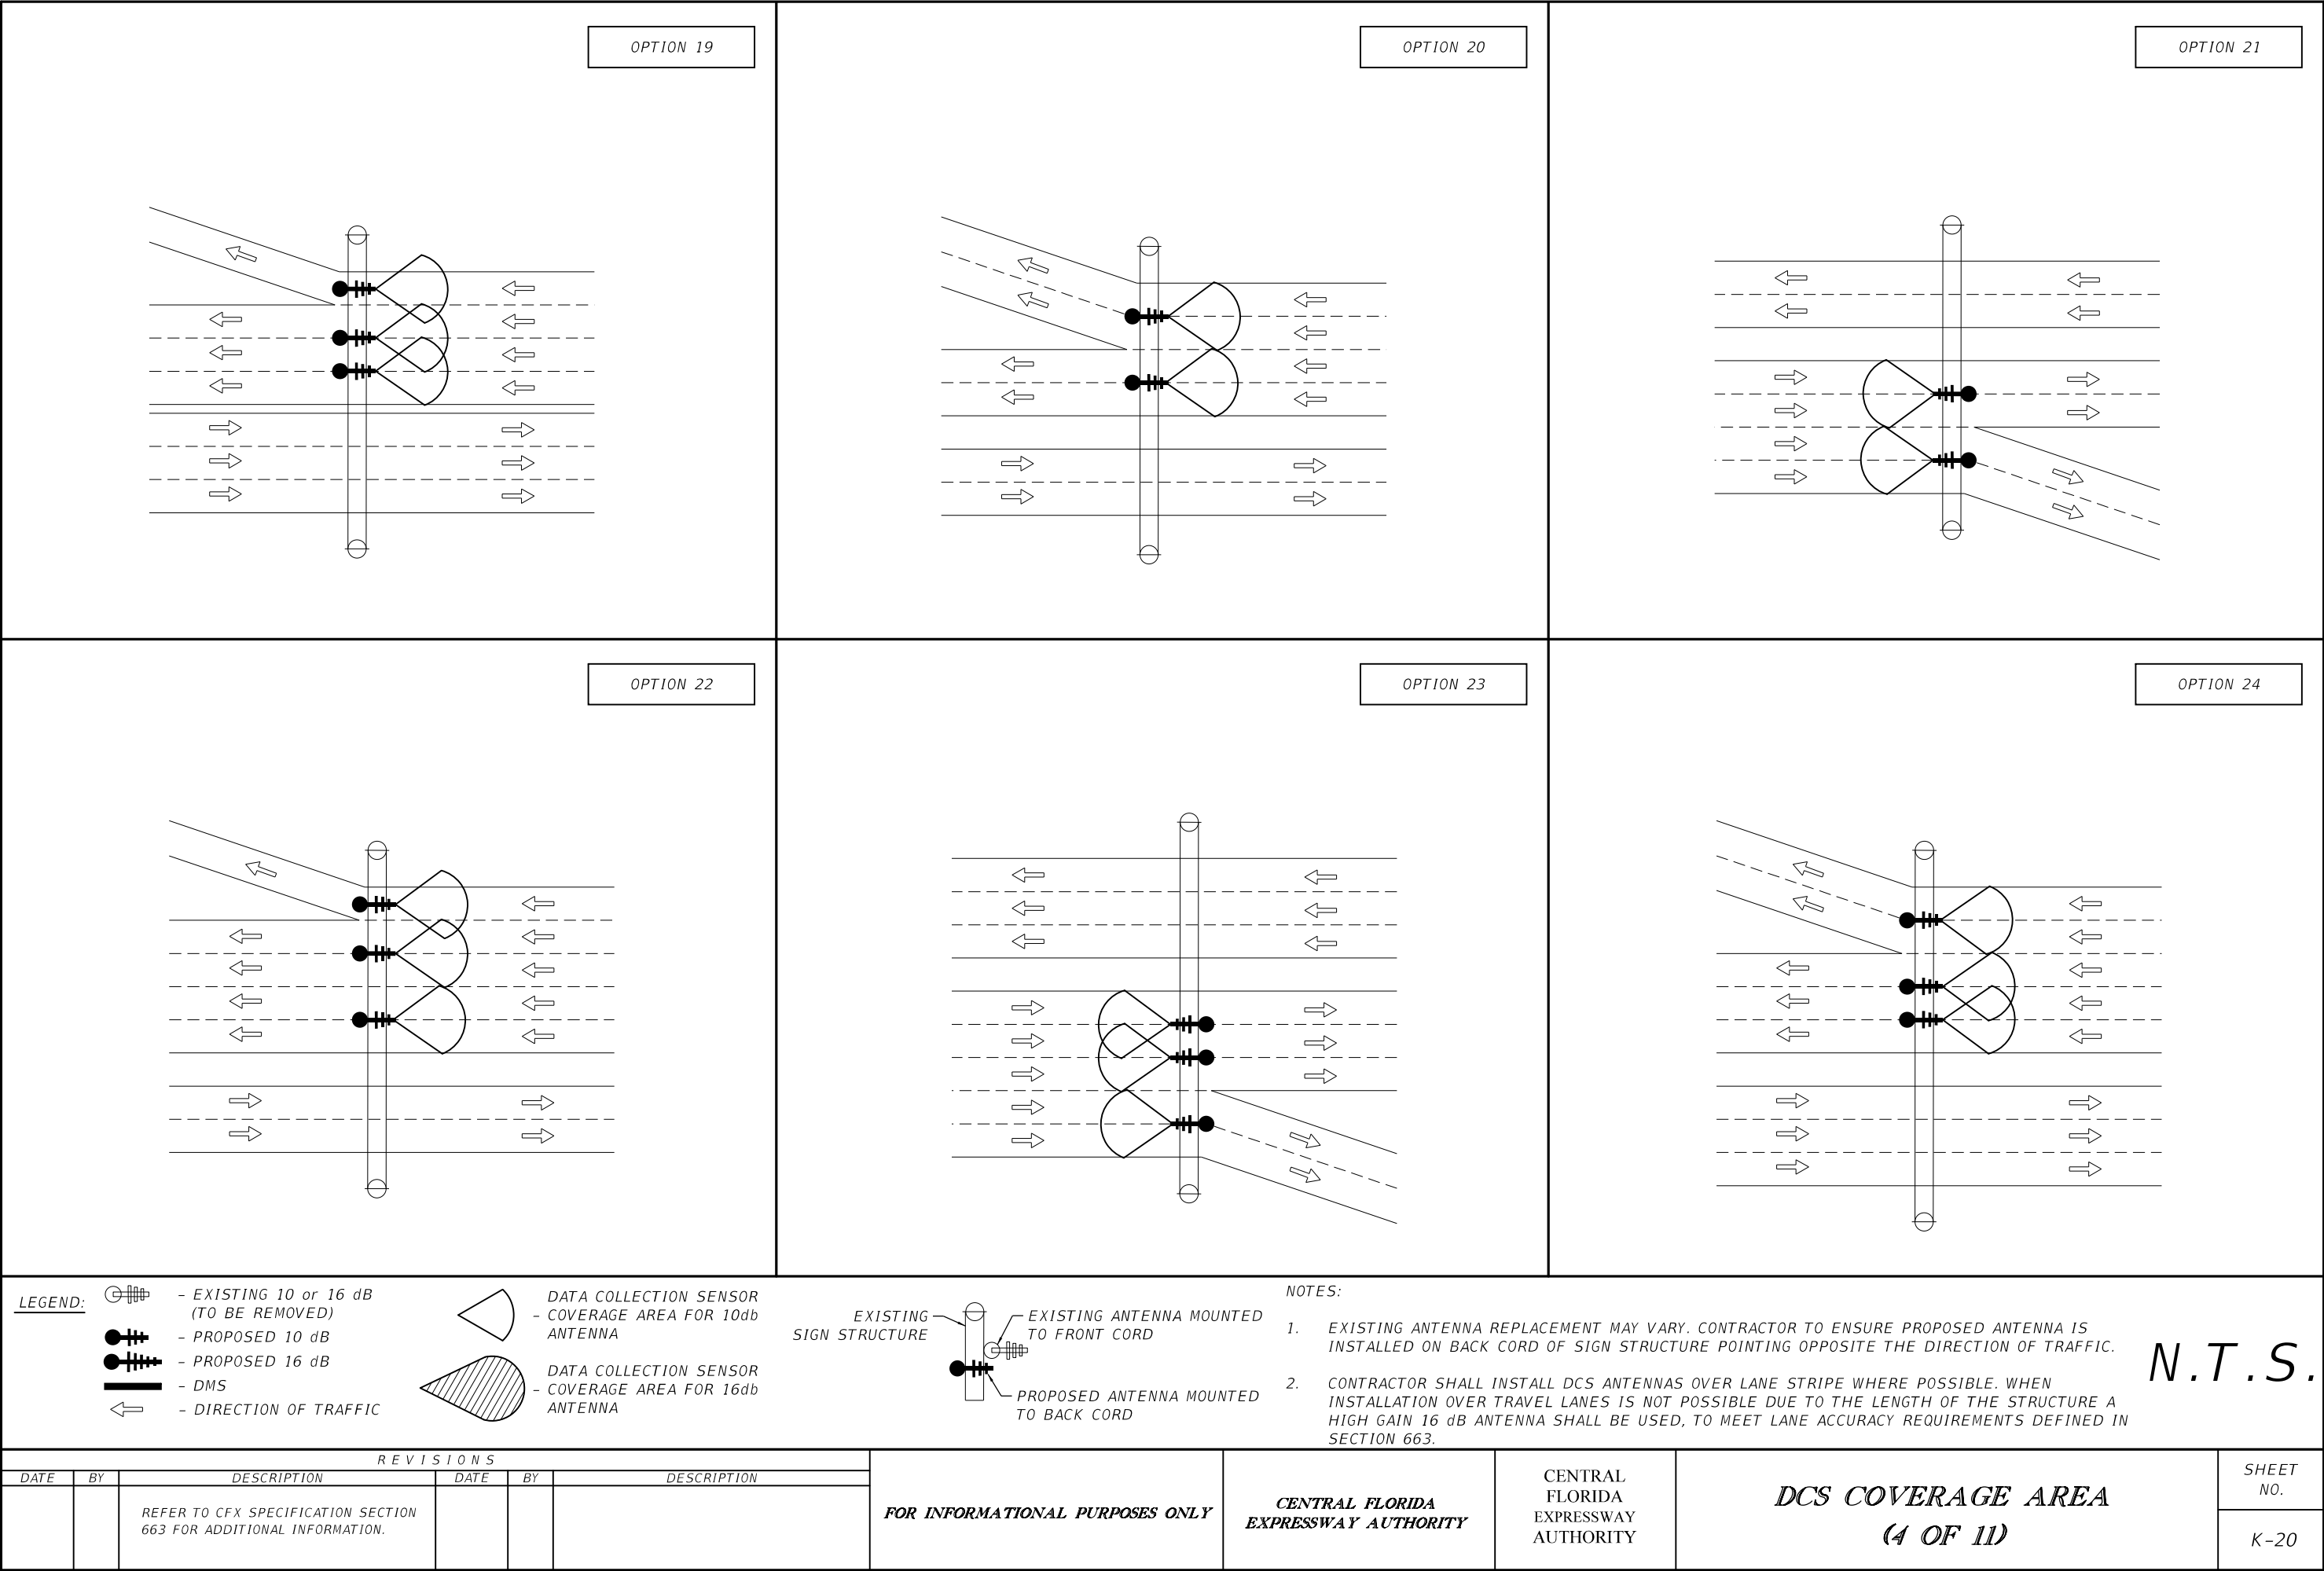 OPTION 19
OPTION 20
OPTION 21
OPTION 22
OPTION 23
OPTION 24
LEGEND:
- EXISTING 10 or 16 dB
(TO BE REMOVED)
- PROPOSED 10 dB
- PROPOSED 16 dB
- DMS
- DIRECTION OF TRAFFIC
DATA COLLECTION SENSOR
- COVERAGE AREA FOR 10db
ANTENNA
DATA COLLECTION SENSOR
- COVERAGE AREA FOR 16db
ANTENNA
EXISTING
SIGN STRUCTURE
EXISTING ANTENNA MOUNTED
TO FRONT CORD
PROPOSED ANTENNA MOUNTED
TO BACK CORD
NOTES:
1. EXISTING ANTENNA REPLACEMENT MAY VARY. CONTRACTOR TO ENSURE PROPOSED ANTENNA IS
INSTALLED ON BACK CORD OF SIGN STRUCTURE POINTING OPPOSITE THE DIRECTION OF TRAFFIC.
2. CONTRACTOR SHALL INSTALL DCS ANTENNAS OVER LANE STRIPE WHERE POSSIBLE. WHEN
INSTALLATION OVER TRAVEL LANES IS NOT POSSIBLE DUE TO THE LENGTH OF THE STRUCTURE A
HIGH GAIN 16 dB ANTENNA SHALL BE USED, TO MEET LANE ACCURACY REQUIREMENTS DEFINED IN
SECTION 663.
N.T.S.
REVISIONS
DATE BY DESCRIPTION DATE BY DESCRIPTION
REFER TO CFX SPECIFICATION SECTION
663 FOR ADDITIONAL INFORMATION.
FOR INFORMATIONAL PURPOSES ONLY
CENTRAL FLORIDA
EXPRESSWAY AUTHORITY
CENTRAL
FLORIDA
EXPRESSWAY
AUTHORITY
DCS COVERAGE AREA
(4 OF 11)
SHEET
NO.
K-20